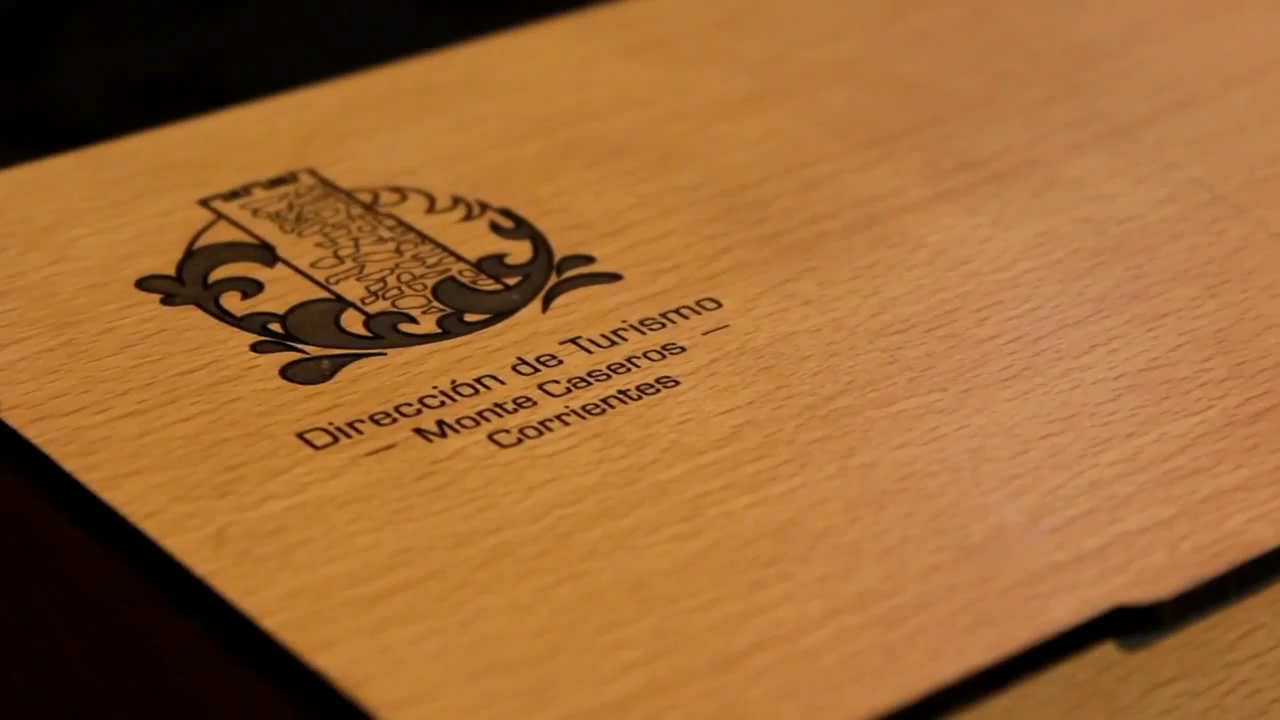 Dirección de Turismo
— Monte Caseros —
Corrientes